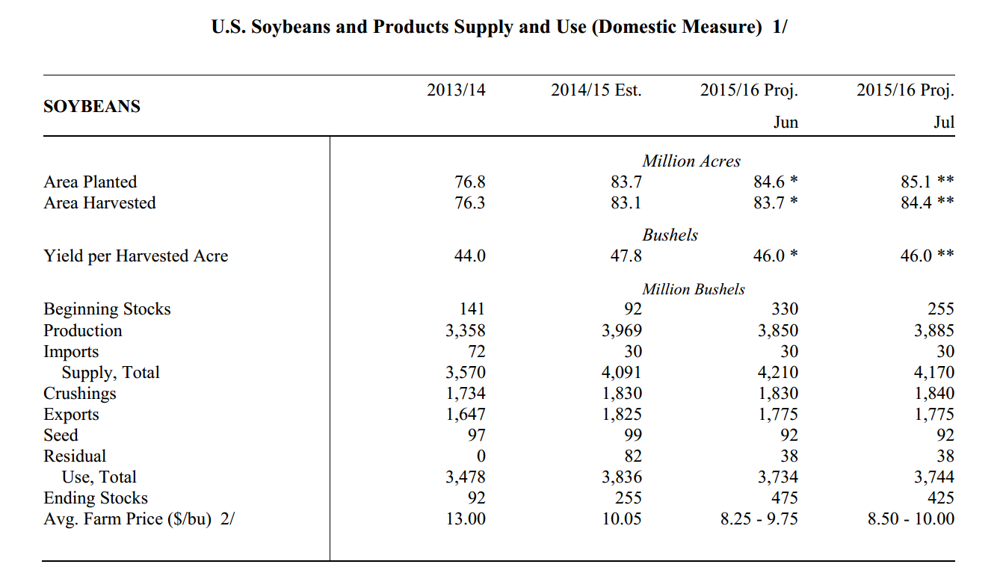 U.S. Soybeans and Products Supply and Use (Domestic Measure)  1/
SOYBEANS 2013/14 2014/15 Est. 2015/16 Proj. 2015/16 Proj.
Jun Jul
Million Acres
Area Planted 76.8 83.7 84.6 * 85.1 **
Area Harvested 76.3 83.1 83.7 * 84.4 **
Bushels
Yield per Harvested Acre 44.0 47.8 46.0 * 46.0 **
Million Bushels
Beginning Stocks 141 92 330 255
Production 3,358 3,969 3,850 3,885
Imports 72 30 30 30
Supply, Total 3,570 4,091 4,210 4,170
Crushings 1,734 1,830 1,830 1,840
Exports 1,647 1,825 1,775 1,775
Seed 97 99 92 92
Residual 0 82 38 38
Use, Total 3,478 3,836 3,734 3,744
Ending Stocks 92 255 475 425
Avg. Farm Price ($/bu)  2/ 13.00 10.05 8.25 - 9.75 8.50 - 10.00